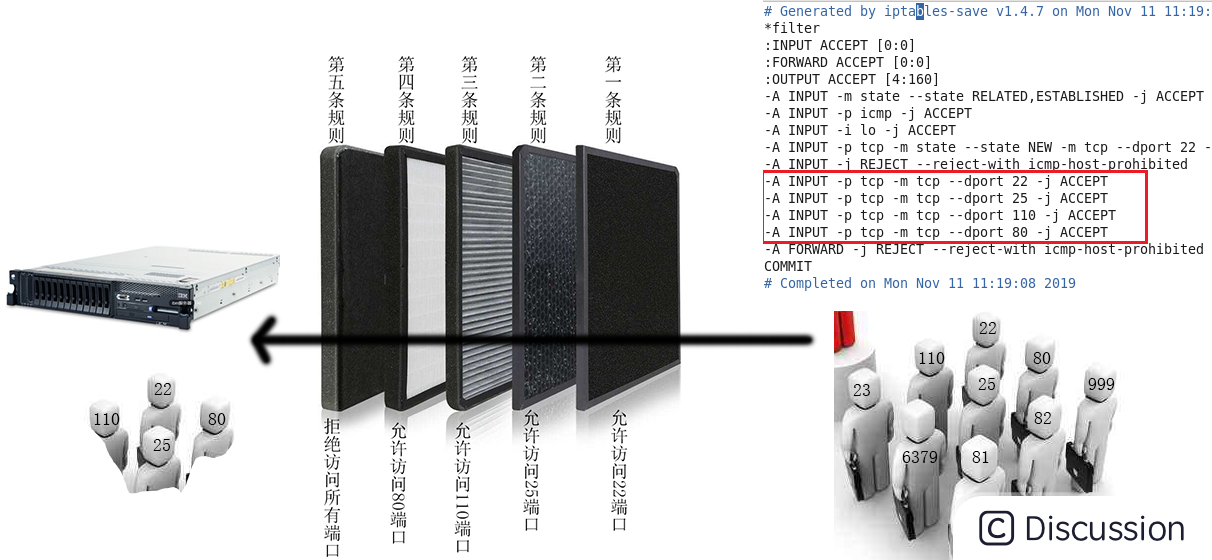 # Generated by iptables-save v1.4.7 on Mon Nov 11 11:19:
*filter
:INPUT ACCEPT [0:0]
:FORWARD ACCEPT [0:0]
:OUTPUT ACCEPT [4:160]
-A INPUT -m state --state RELATED,ESTABLISHED -j ACCEPT
-A INPUT -p icmp -j ACCEPT
-A INPUT -i lo -j ACCEPT
-A INPUT -p tcp -m state --state NEW -m tcp --dport 22 -
-A INPUT -j REJECT --reject-with icmp-host-prohibited
-A INPUT -p tcp -m tcp --dport 22 -j ACCEPT
-A INPUT -p tcp -m tcp --dport 25 -j ACCEPT
-A INPUT -p tcp -m tcp --dport 110 -j ACCEPT
-A INPUT -p tcp -m tcp --dport 80 -j ACCEPT
-A FORWARD -j REJECT --reject-with icmp-host-prohibited
COMMIT
# Completed on Mon Nov 11 11:19:08 2019
第五条规则
第四条规则
第三条规则
第二条规则
第一条规则
拒绝访问所有端口
允许访问80端口
允许访问110端口
允许访问25端口
允许访问22端口
IBM
22
110
80
25
22
110
80
23
25
999
82
6379
81
C Discussion